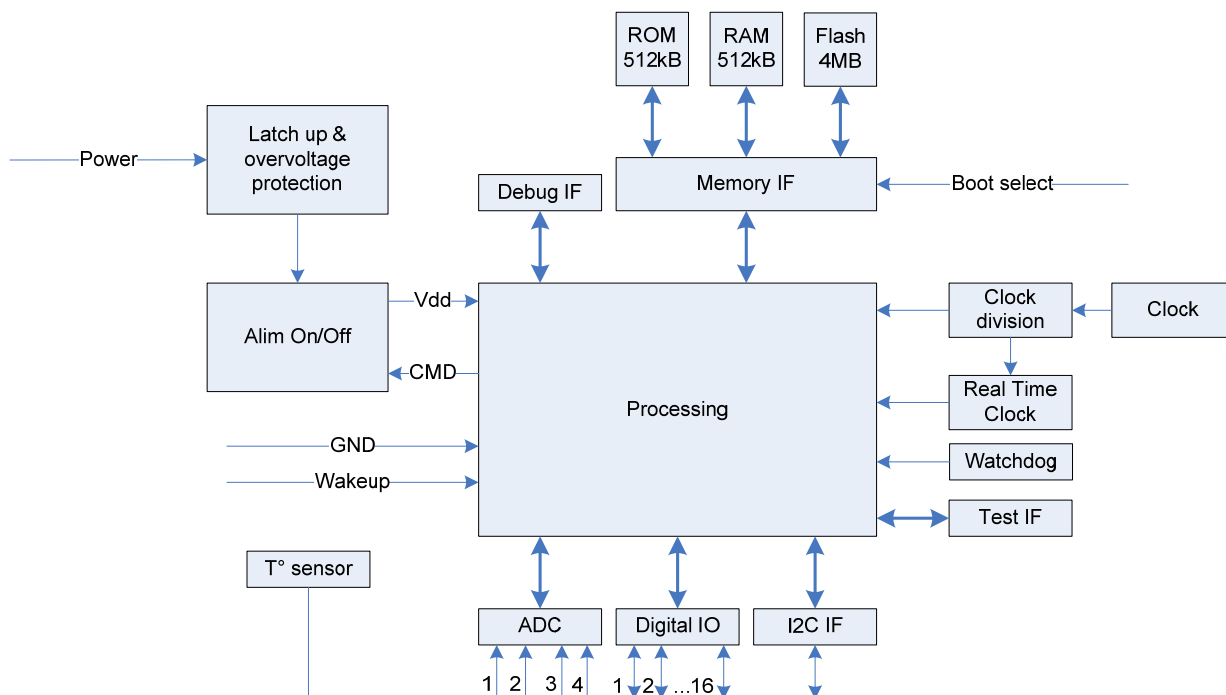 ROM
512kB
RAM
512kB
Flash
4MB
Latch up &
overvoltage
protection
Power
Debug IF
Memory IF
Boot select
Vdd
Alim On/Off
CMD
Processing
Clock
division
Clock
Real Time
Clock
GND
Wakeup
Watchdog
Test IF
T° sensor
ADC
Digital IO
I2C IF
1 2 3 4
1 2 ...16